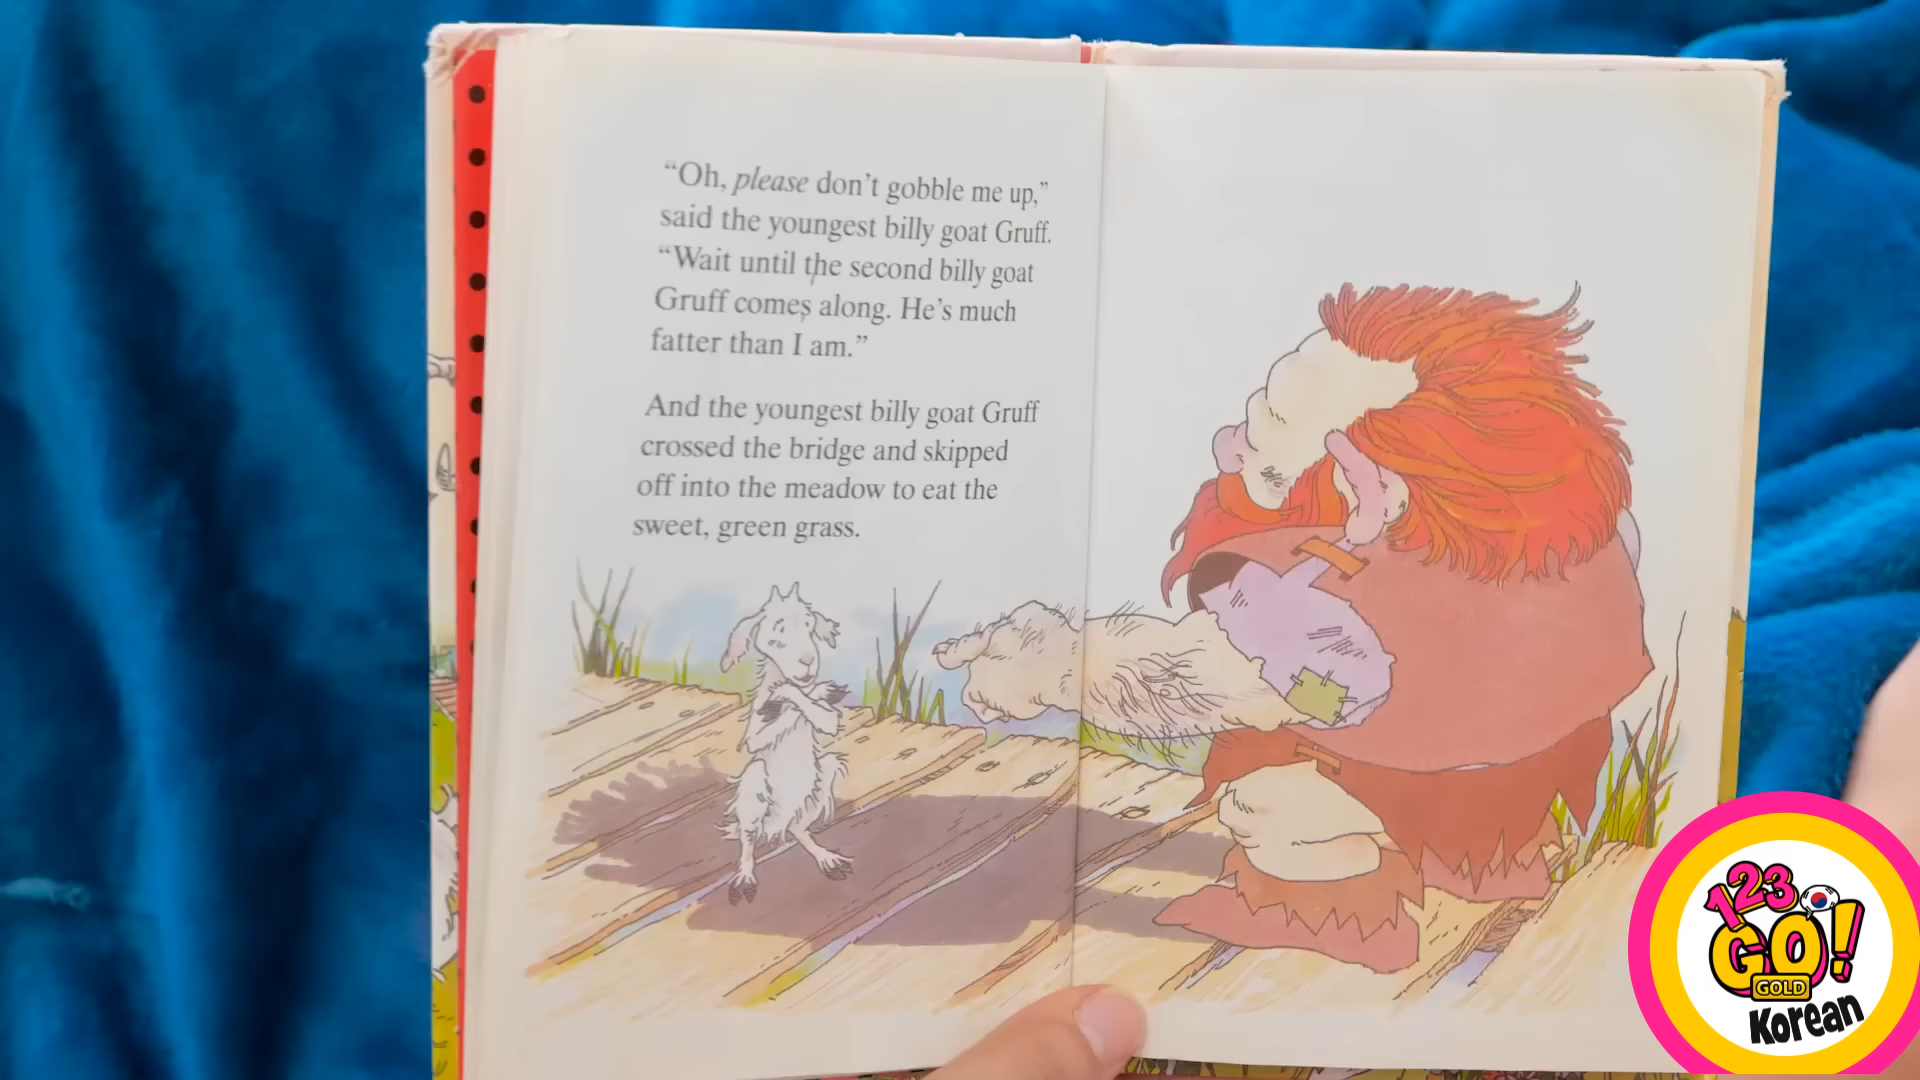 “Oh, please don’t gobble me up,”
said the youngest billy goat Gruff.
“Wait until the second billy goat
Gruff comes along. He’s much
fatter than I am.”
And the youngest billy goat Gruff
crossed the bridge and skipped
off into the meadow to eat the
sweet, green grass.
123
GO!
GOLD
Korean